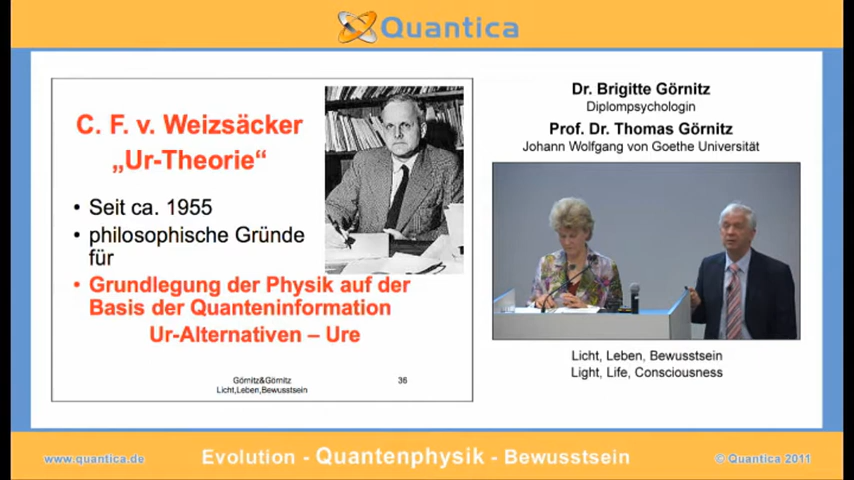 Quantica
C. F. v. Weizsäcker
„Ur-Theorie“
• Seit ca. 1955
• philosophische Gründe
für
• Grundlegung der Physik auf der
Basis der Quanteninformation
Ur-Alternativen – Ure
Görnitz&Görnitz
Licht,Leben,Bewusstsein
36
Dr. Brigitte Görnitz
Diplompsychologin
Prof. Dr. Thomas Görnitz
Johann Wolfgang von Goethe Universität
Licht, Leben, Bewusstsein
Light, Life, Consciousness
www.quantica.de
Evolution - Quantenphysik - Bewusstsein
© Quantica 2011